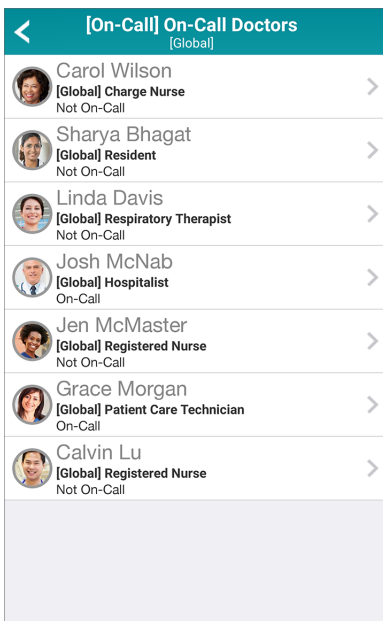 [On-Call] On-Call Doctors
[Global]
Carol Wilson
[Global] Charge Nurse
Not On-Call
Sharya Bhagat
[Global] Resident
Not On-Call
Linda Davis
[Global] Respiratory Therapist
Not On-Call
Josh McNab
[Global] Hospitalist
On-Call
Jen McMaster
[Global] Registered Nurse
Not On-Call
Grace Morgan
[Global] Patient Care Technician
On-Call
Calvin Lu
[Global] Registered Nurse
Not On-Call